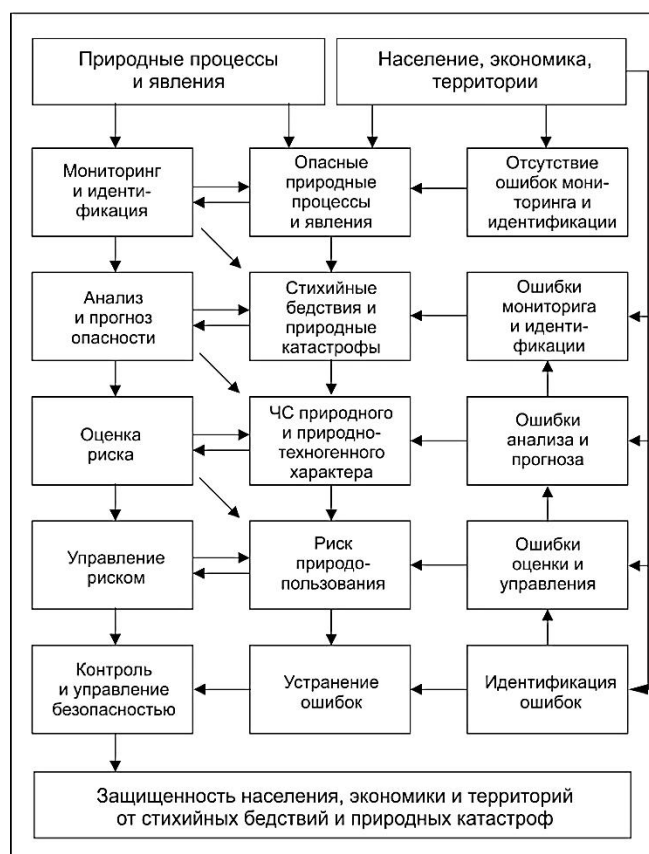 Природные процессы
и явления
Население, экономика,
территории
Мониторинг
и иденти-
фикация
Опасные
природные
процессы
и явления
Отсутствие
ошибок мони-
торинга и
идентификации
Анализ
и прогноз
опасности
Стихийные
бедствия и
природные
катастрофы
Ошибки
мониторига
и иденти-
фикации
Оценка
риска
ЧС природного
и природно-
техногенного
характера
Ошибки
анализа и
прогноза
Управление
риском
Риск
природо-
пользования
Ошибки
оценки и
управления
Контроль
и управление
безопасностью
Устранение
ошибок
Идентификация
ошибок
Защищенность населения, экономики и территорий
от стихийных бедствий и природных катастроф